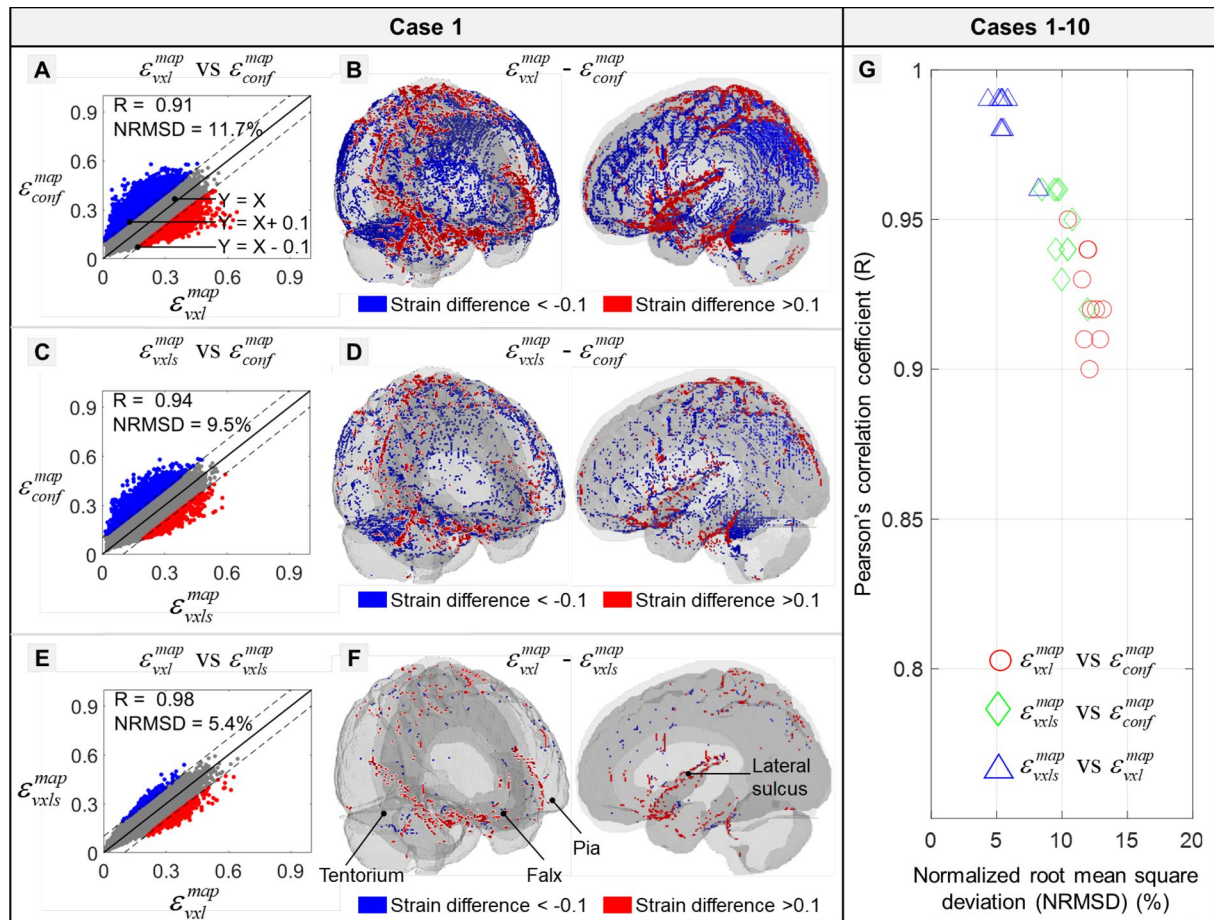 Case 1
Cases 1-10
A
ε_vxl^map vs ε_conf^map
R = 0.91
NRMSD = 11.7%
0.9
0.6
0.3
0
ε_conf^map
Y = X
Y = X+ 0.1
Y = X - 0.1
0 0.3 0.6 0.9
ε_vxl^map
B
ε_vxl^map - ε_conf^map
Strain difference < -0.1 Strain difference >0.1
C
ε_vxls^map vs ε_conf^map
R = 0.94
NRMSD = 9.5%
0.9
0.6
0.3
0
ε_conf^map
0 0.3 0.6 0.9
ε_vxls^map
D
ε_vxls^map - ε_conf^map
Strain difference < -0.1 Strain difference >0.1
E
ε_vxl^map vs ε_vxls^map
R = 0.98
NRMSD = 5.4%
0.9
0.6
0.3
0
ε_vxls^map
0 0.3 0.6 0.9
ε_vxl^map
F
ε_vxl^map - ε_vxls^map
Lateral
sulcus
Pia
Tentorium
Falx
Strain difference < -0.1 Strain difference >0.1
G
1
0.95
0.9
0.85
0.8
Pearson's correlation coefficient (R)
ε_vxl^map vs ε_conf^map
ε_vxls^map vs ε_conf^map
ε_vxls^map vs ε_vxl^map
0 5 10 15 20
Normalized root mean square
deviation (NRMSD) (%)